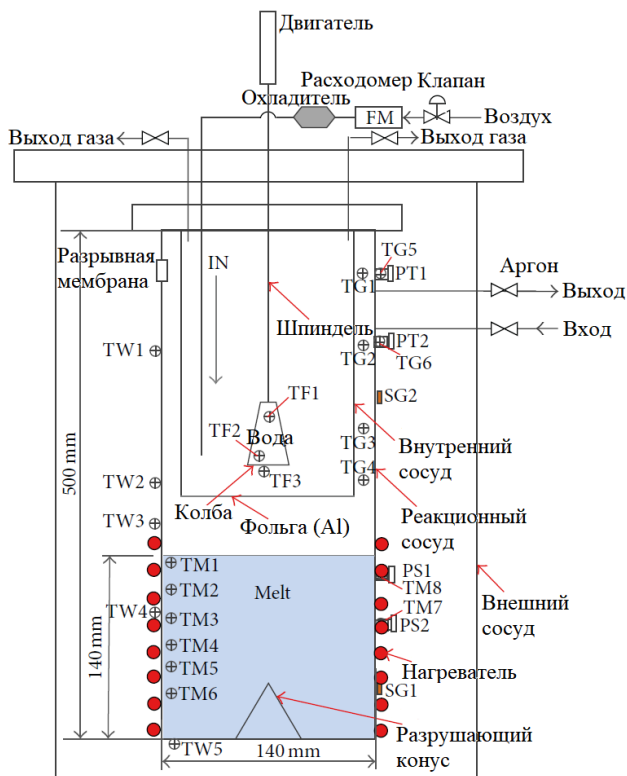 Двигатель
Расходомер Клапан
Охладитель
FM
Воздух
Выход газа
Выход газа
Разрывная
мембрана
IN
TG5
TG1
PT1
Аргон
Выход
Шпиндель
Вход
TW1
TG2
PT2
TG6
TF1
SG2
TF2
Вода
TG3
Внутренний
сосуд
TG4
TF3
TW2
Колба
Фольга (Al)
Реакционный
сосуд
500 mm
TW3
TM1
PS1
TM2
Melt
TM8
TM7
Внешний
сосуд
TW4
TM3
PS2
140 mm
TM4
Нагреватель
TM5
TM6
SG1
Разрушающий
конус
TW5
140 mm